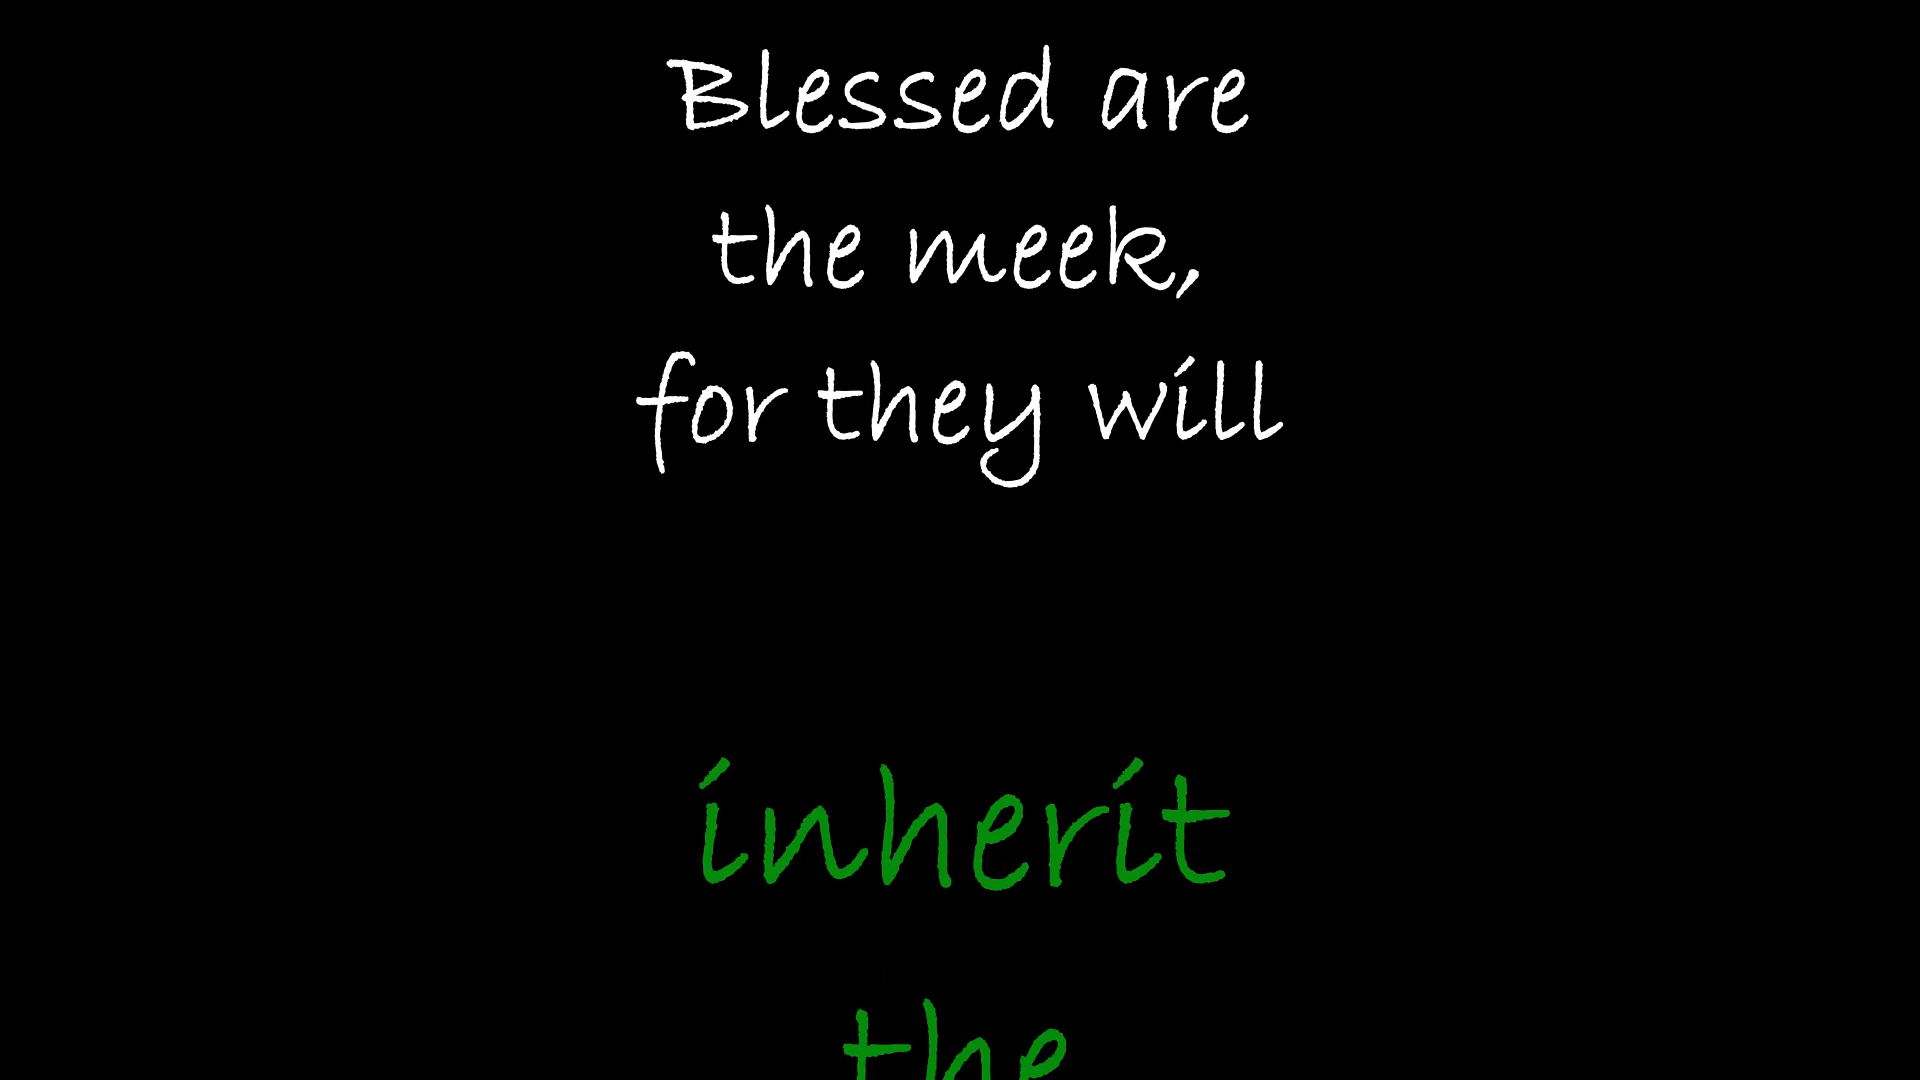 Blessed are
the meek,
for they will
inherit
the